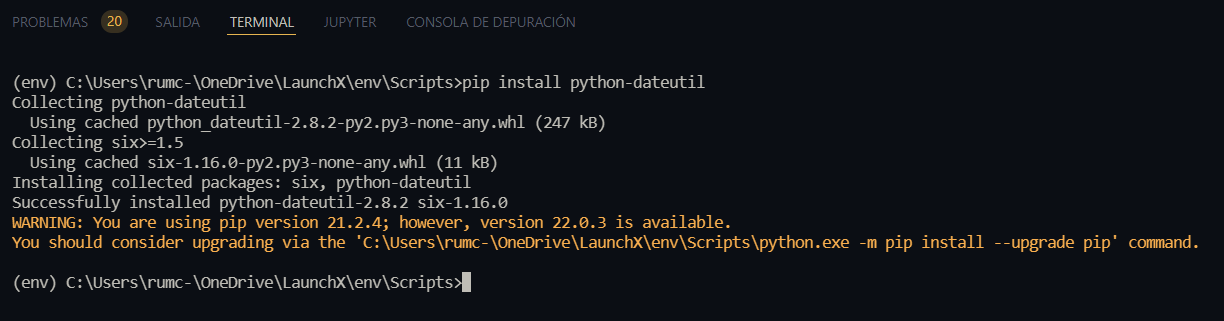 PROBLEMAS 20 SALIDA TERMINAL JUPYTER CONSOLA DE DEPURACIÓN
(env) C:\Users\rumc-\OneDrive\LaunchX\env\Scripts>pip install python-dateutil
Collecting python-dateutil
  Using cached python_dateutil-2.8.2-py2.py3-none-any.whl (247 kB)
Collecting six>=1.5
  Using cached six-1.16.0-py2.py3-none-any.whl (11 kB)
Installing collected packages: six, python-dateutil
Successfully installed python-dateutil-2.8.2 six-1.16.0
WARNING: You are using pip version 21.2.4; however, version 22.0.3 is available.
You should consider upgrading via the 'C:\Users\rumc-\OneDrive\LaunchX\env\Scripts\python.exe -m pip install --upgrade pip' command.
(env) C:\Users\rumc-\OneDrive\LaunchX\env\Scripts>